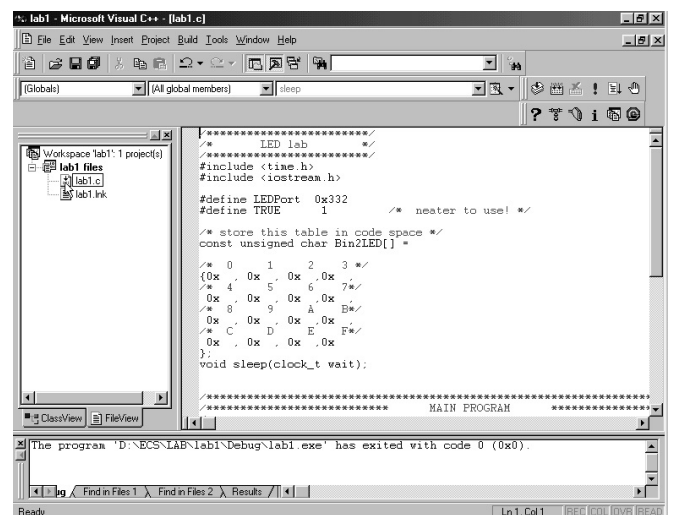 lab1 - Microsoft Visual C++ - [lab1.c]
File Edit View Insert Project Build Tools Window Help
(Globals) [All global members) sleep
Workspace 'lab1': 1 project(s)
lab1 files
lab1.c
lab1.lnk
ClassView FileView
/**************************/
/* LED lab */
/**************************/
#include <time.h>
#include <iostream.h>
#define LEDPort 0x332
#define TRUE 1 /* neater to use! */
/* store this table in code space */
const unsigned char Bin2LED[] =
/* 0 1 2 3 */
{0x , 0x , 0x ,0x ,
/* 4 5 6 7*/
0x , 0x , 0x ,0x ,
/* 8 9 A B*/
0x , 0x , 0x ,0x ,
/* C D E F*/
0x , 0x , 0x ,0x
};
void sleep(clock_t wait);
MAIN PROGRAM
The program 'D:\ECS\LAB\lab1\Debug\lab1.exe' has exited with code 0 (0x0).
Find in Files 1 Find in Files 2 Results
Ready Ln 1, Col 1 REC COL OVR READ